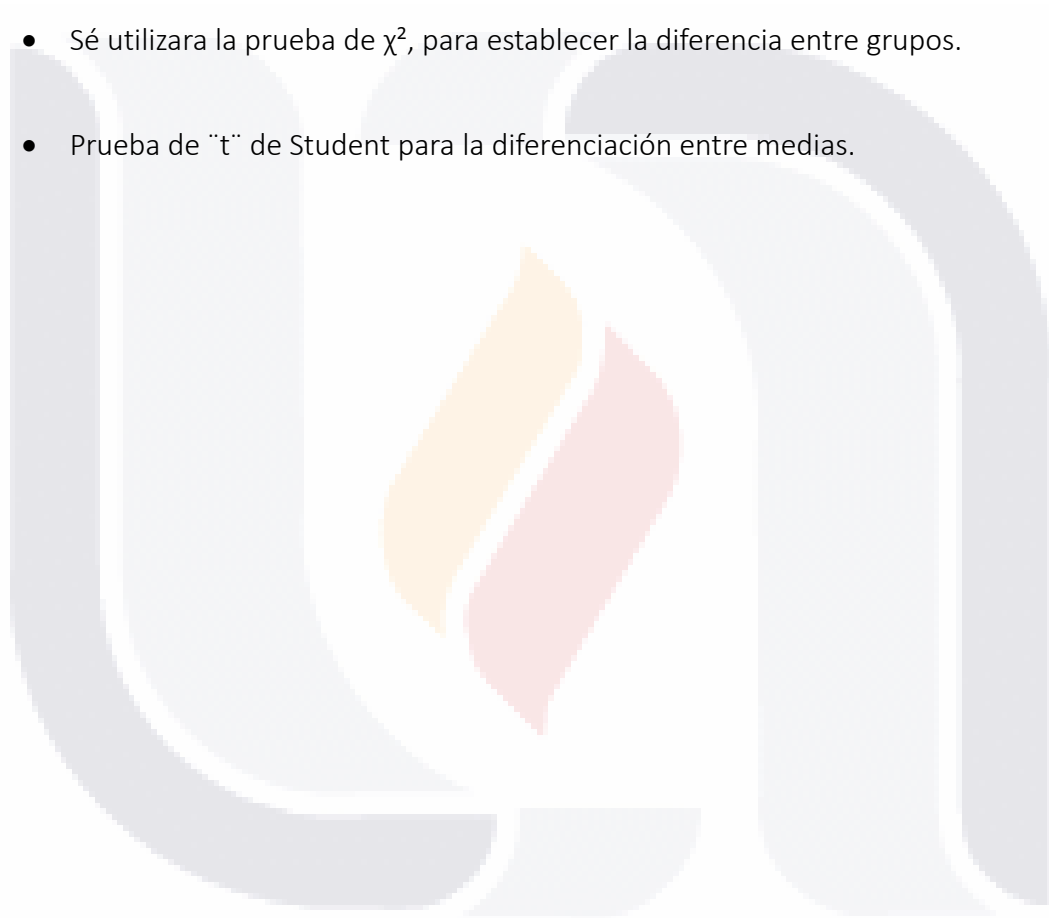 • Sé utilizara la prueba de χ², para establecer la diferencia entre grupos.
• Prueba de ¨t¨ de Student para la diferenciación entre medias.